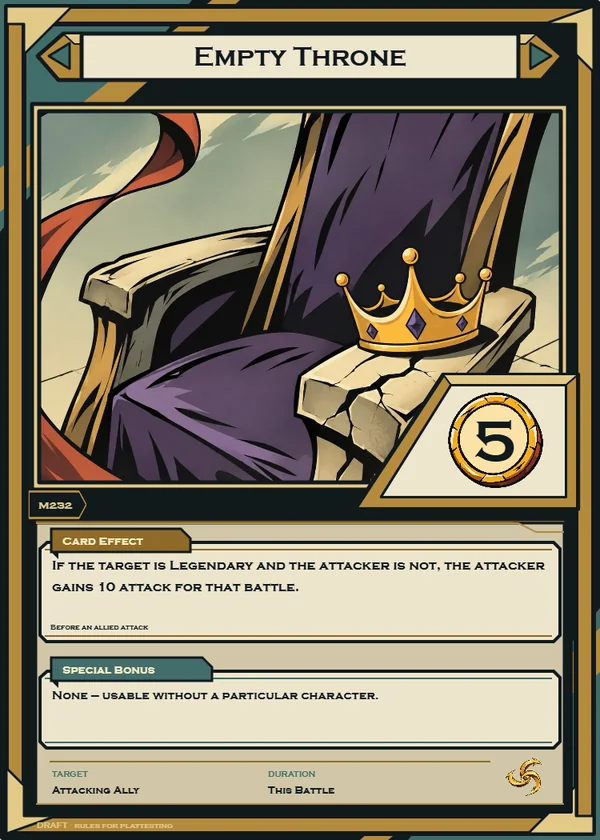 Empty Throne
5
M232
Card Effect
If the target is Legendary and the attacker is not, the attacker
gains 10 attack for that battle.
Before an allied attack
Special Bonus
None – usable without a particular character.
Target
Duration
Attacking Ally
This Battle
DRAFT Rules for playtesting